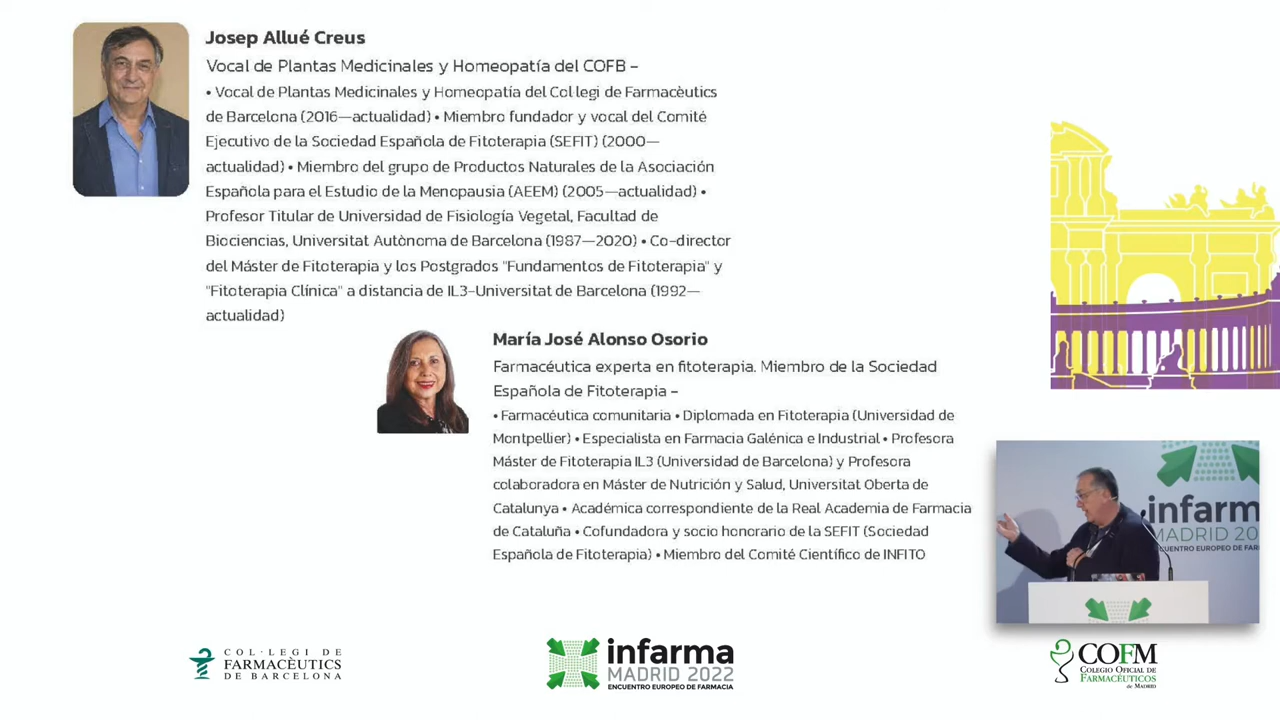 Josep Allué Creus
Vocal de Plantas Medicinales y Homeopatía del COFB –
• Vocal de Plantas Medicinales y Homeopatía del Col legi de Farmacèutics
de Barcelona (2016—actualidad) • Miembro fundador y vocal del Comité
Ejecutivo de la Sociedad Española de Fitoterapia (SEFIT) (2000—
actualidad) • Miembro del grupo de Productos Naturales de la Asociación
Española para el Estudio de la Menopausia (AEEM) (2005—actualidad) •
Profesor Titular de Universidad de Fisiología Vegetal, Facultad de
Biociencias, Universitat Autònoma de Barcelona (1987—2020) • Co-director
del Máster de Fitoterapia y los Postgrados "Fundamentos de Fitoterapia" y
"Fitoterapia Clínica" a distancia de IL3-Universitat de Barcelona (1992—
actualidad)
María José Alonso Osorio
Farmacéutica experta en fitoterapia. Miembro de la Sociedad
Española de Fitoterapia –
• Farmacéutica comunitaria • Diplomada en Fitoterapia (Universidad de
Montpellier) • Especialista en Farmacia Galénica e Industrial • Profesora
Máster de Fitoterapia IL3 (Universidad de Barcelona) y Profesora
colaboradora en Máster de Nutrición y Salud, Universitat Oberta de
Catalunya • Académica correspondiente de la Real Academia de Farmacia
de Cataluña • Cofundadora y socio honorario de la SEFIT (Sociedad
Española de Fitoterapia) • Miembro del Comité Científico de INFITO
infarm
MADRID 20
CUENTRO EUROPEO DE FAR
COL·LEGI DE
FARMACÈUTICS
DE BARCELONA
infarma
MADRID 2022
ENCUENTRO EUROPEO DE FARMACIA
COFM
COLEGIO OFICIAL DE
FARMACÉUTICOS
de MADRID